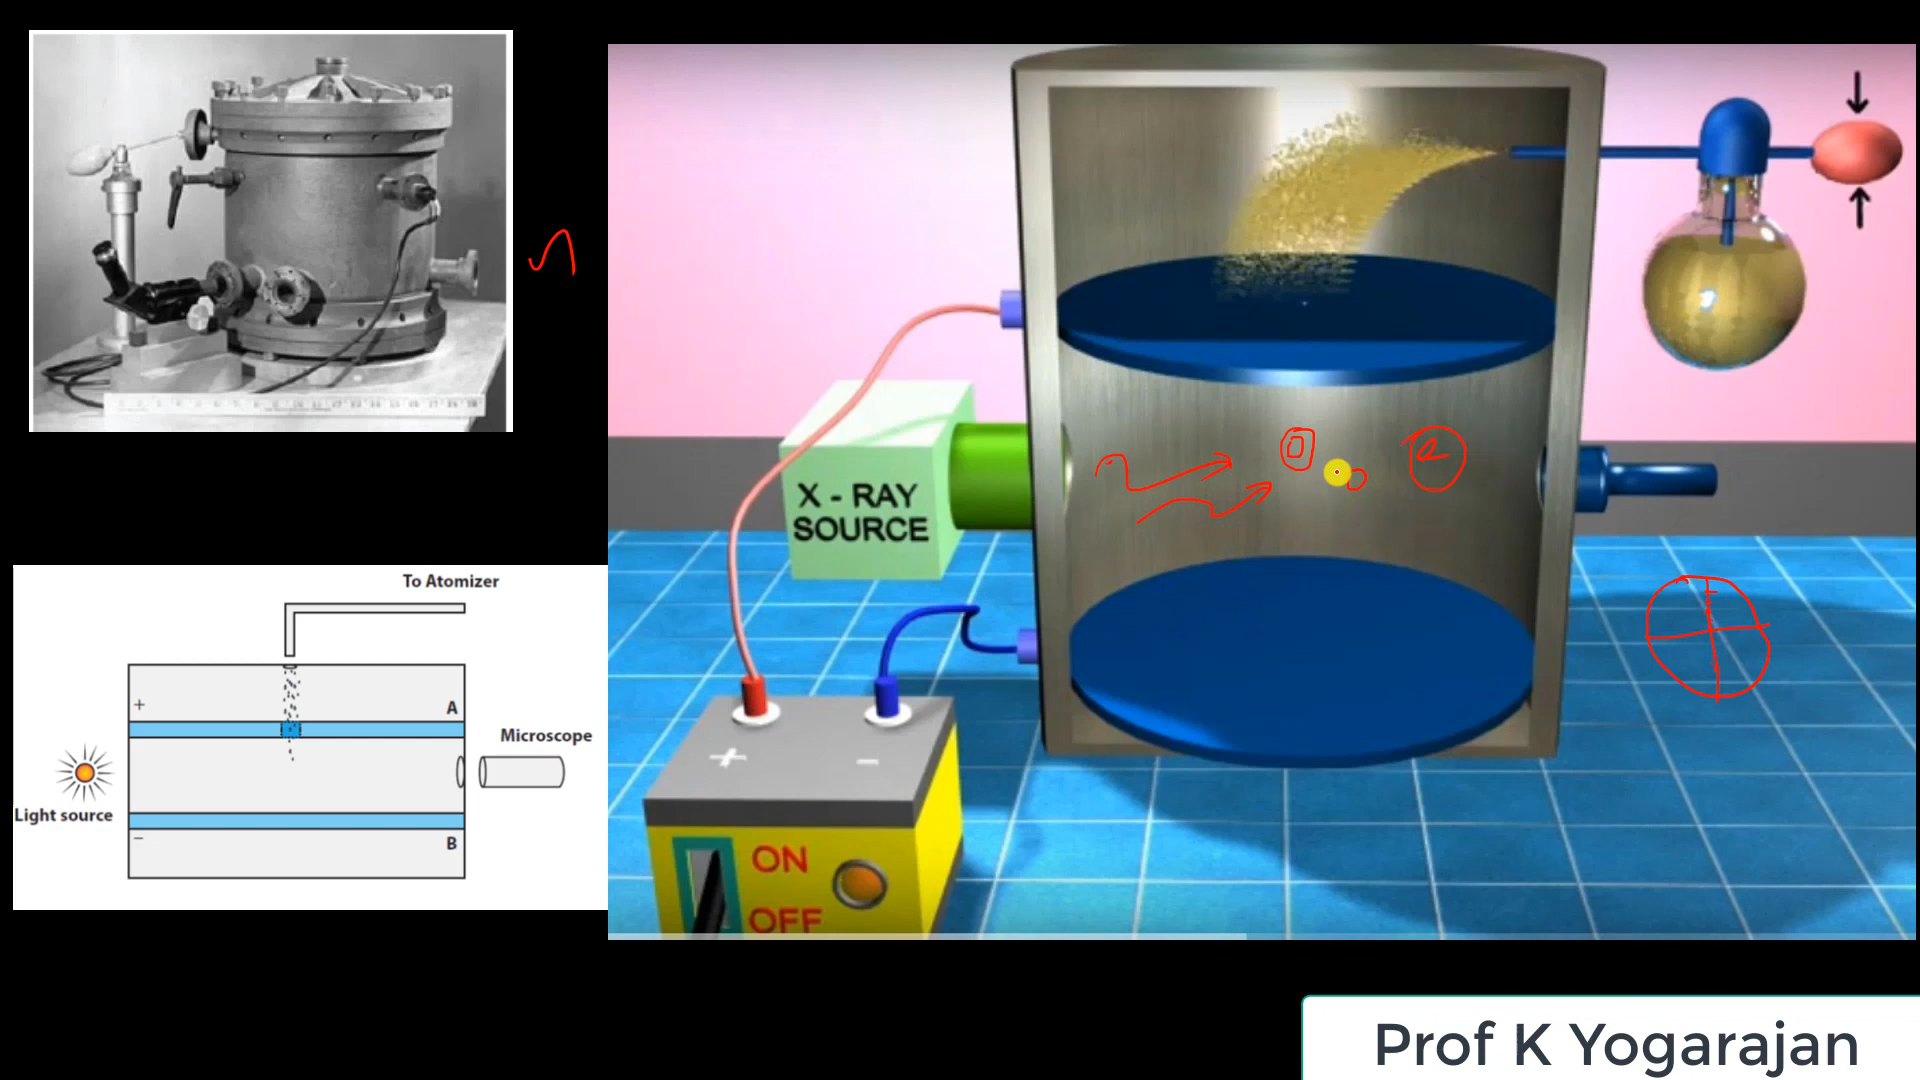 To Atomizer
+
A
Microscope
Light source
−
B
X - RAY
SOURCE
+ −
ON
OFF
e
Prof K Yogarajan